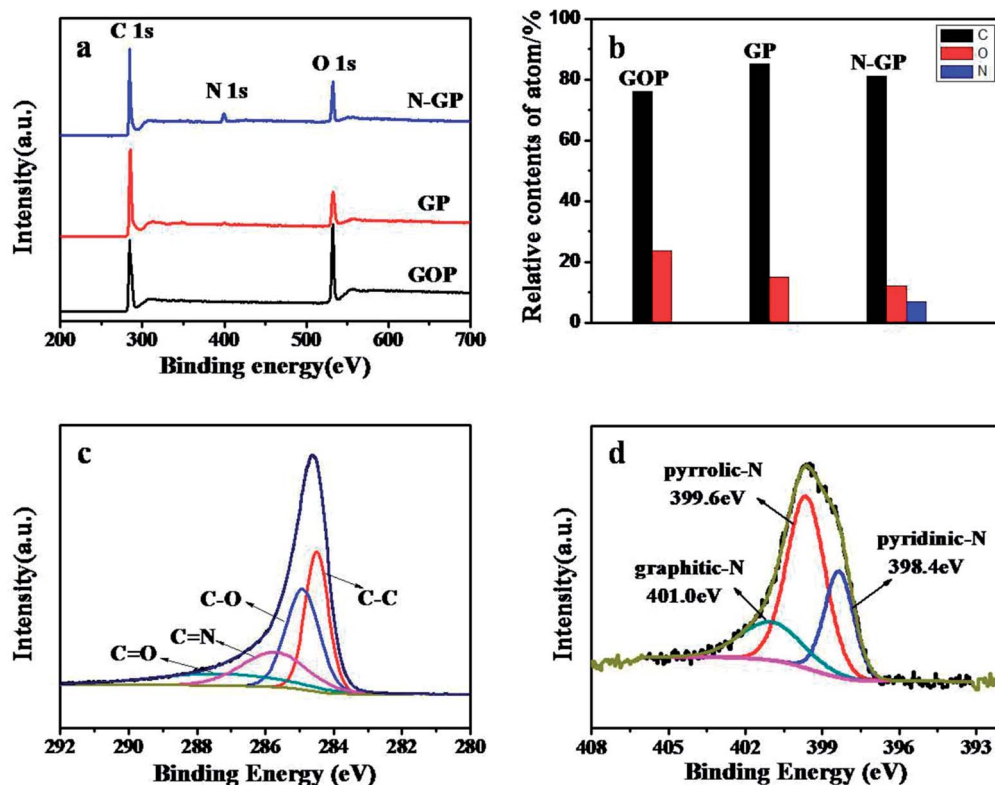 a
C 1s
N 1s
O 1s
N-GP
GP
GOP
Intensity(a.u.)
200 300 400 500 600 700
Binding energy(eV)
b
GOP
GP
N-GP
C
O
N
Relative contents of atom/%
100
80
60
40
20
0
c
C-O
C-C
C=N
C=O
Intensity(a.u.)
292 290 288 286 284 282 280
Binding Energy (eV)
d
pyrrolic-N
399.6eV
pyridinic-N
398.4eV
graphitic-N
401.0eV
Intensity(a.u.)
408 405 402 399 396 393
Binding Energy (eV)